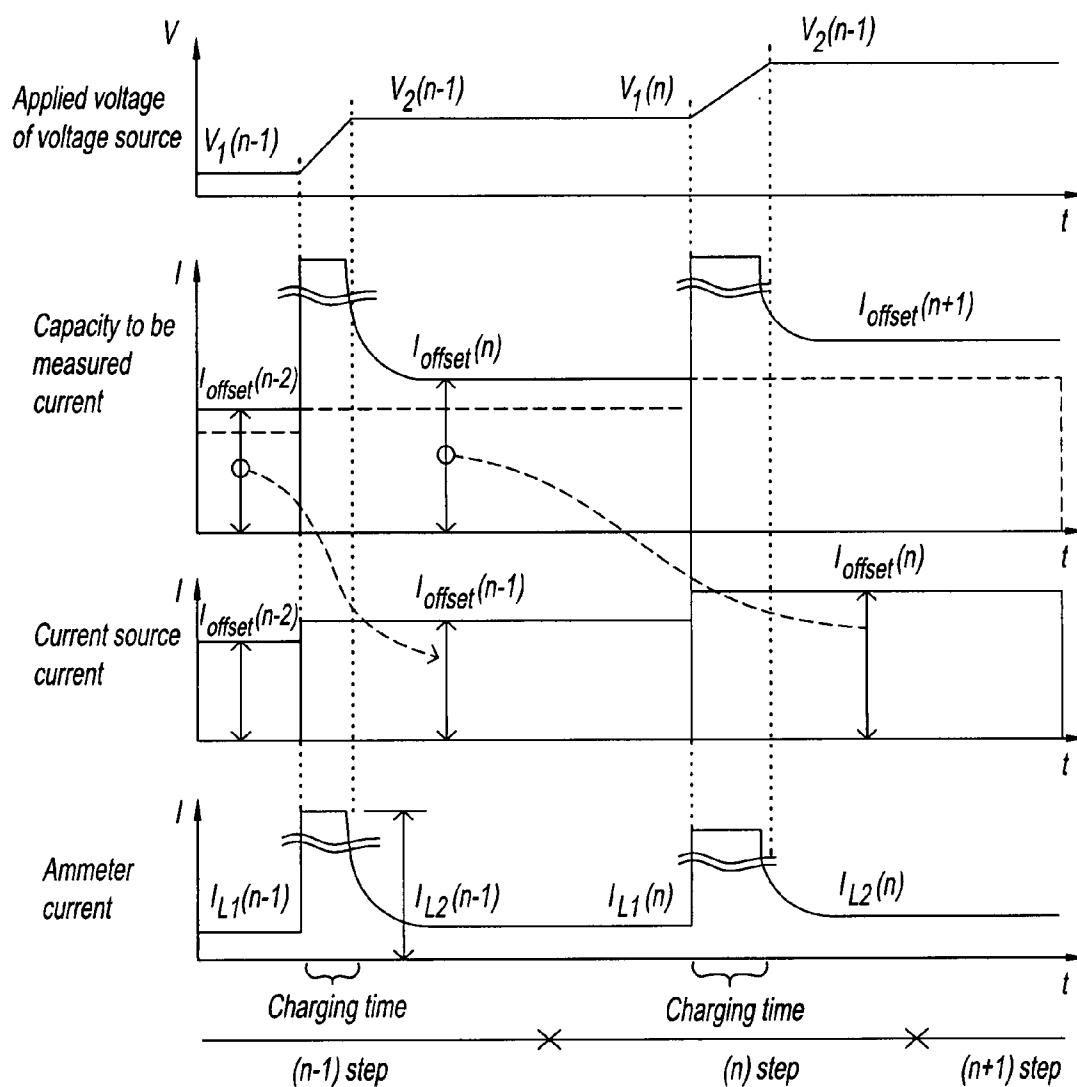 V
V2(n-1)
Applied voltage
of voltage source
V1(n-1)
V2(n-1)
V1(n)
t
I
Capacity to be
measured
current
Ioffset(n-2)
Ioffset(n)
Ioffset(n+1)
t
I
Current source
current
Ioffset(n-2)
Ioffset(n-1)
Ioffset(n)
t
I
Ammeter
current
IL1(n-1)
IL2(n-1)
IL1(n)
IL2(n)
t
Charging time
Charging time
(n-1) step
(n) step
(n+1) step